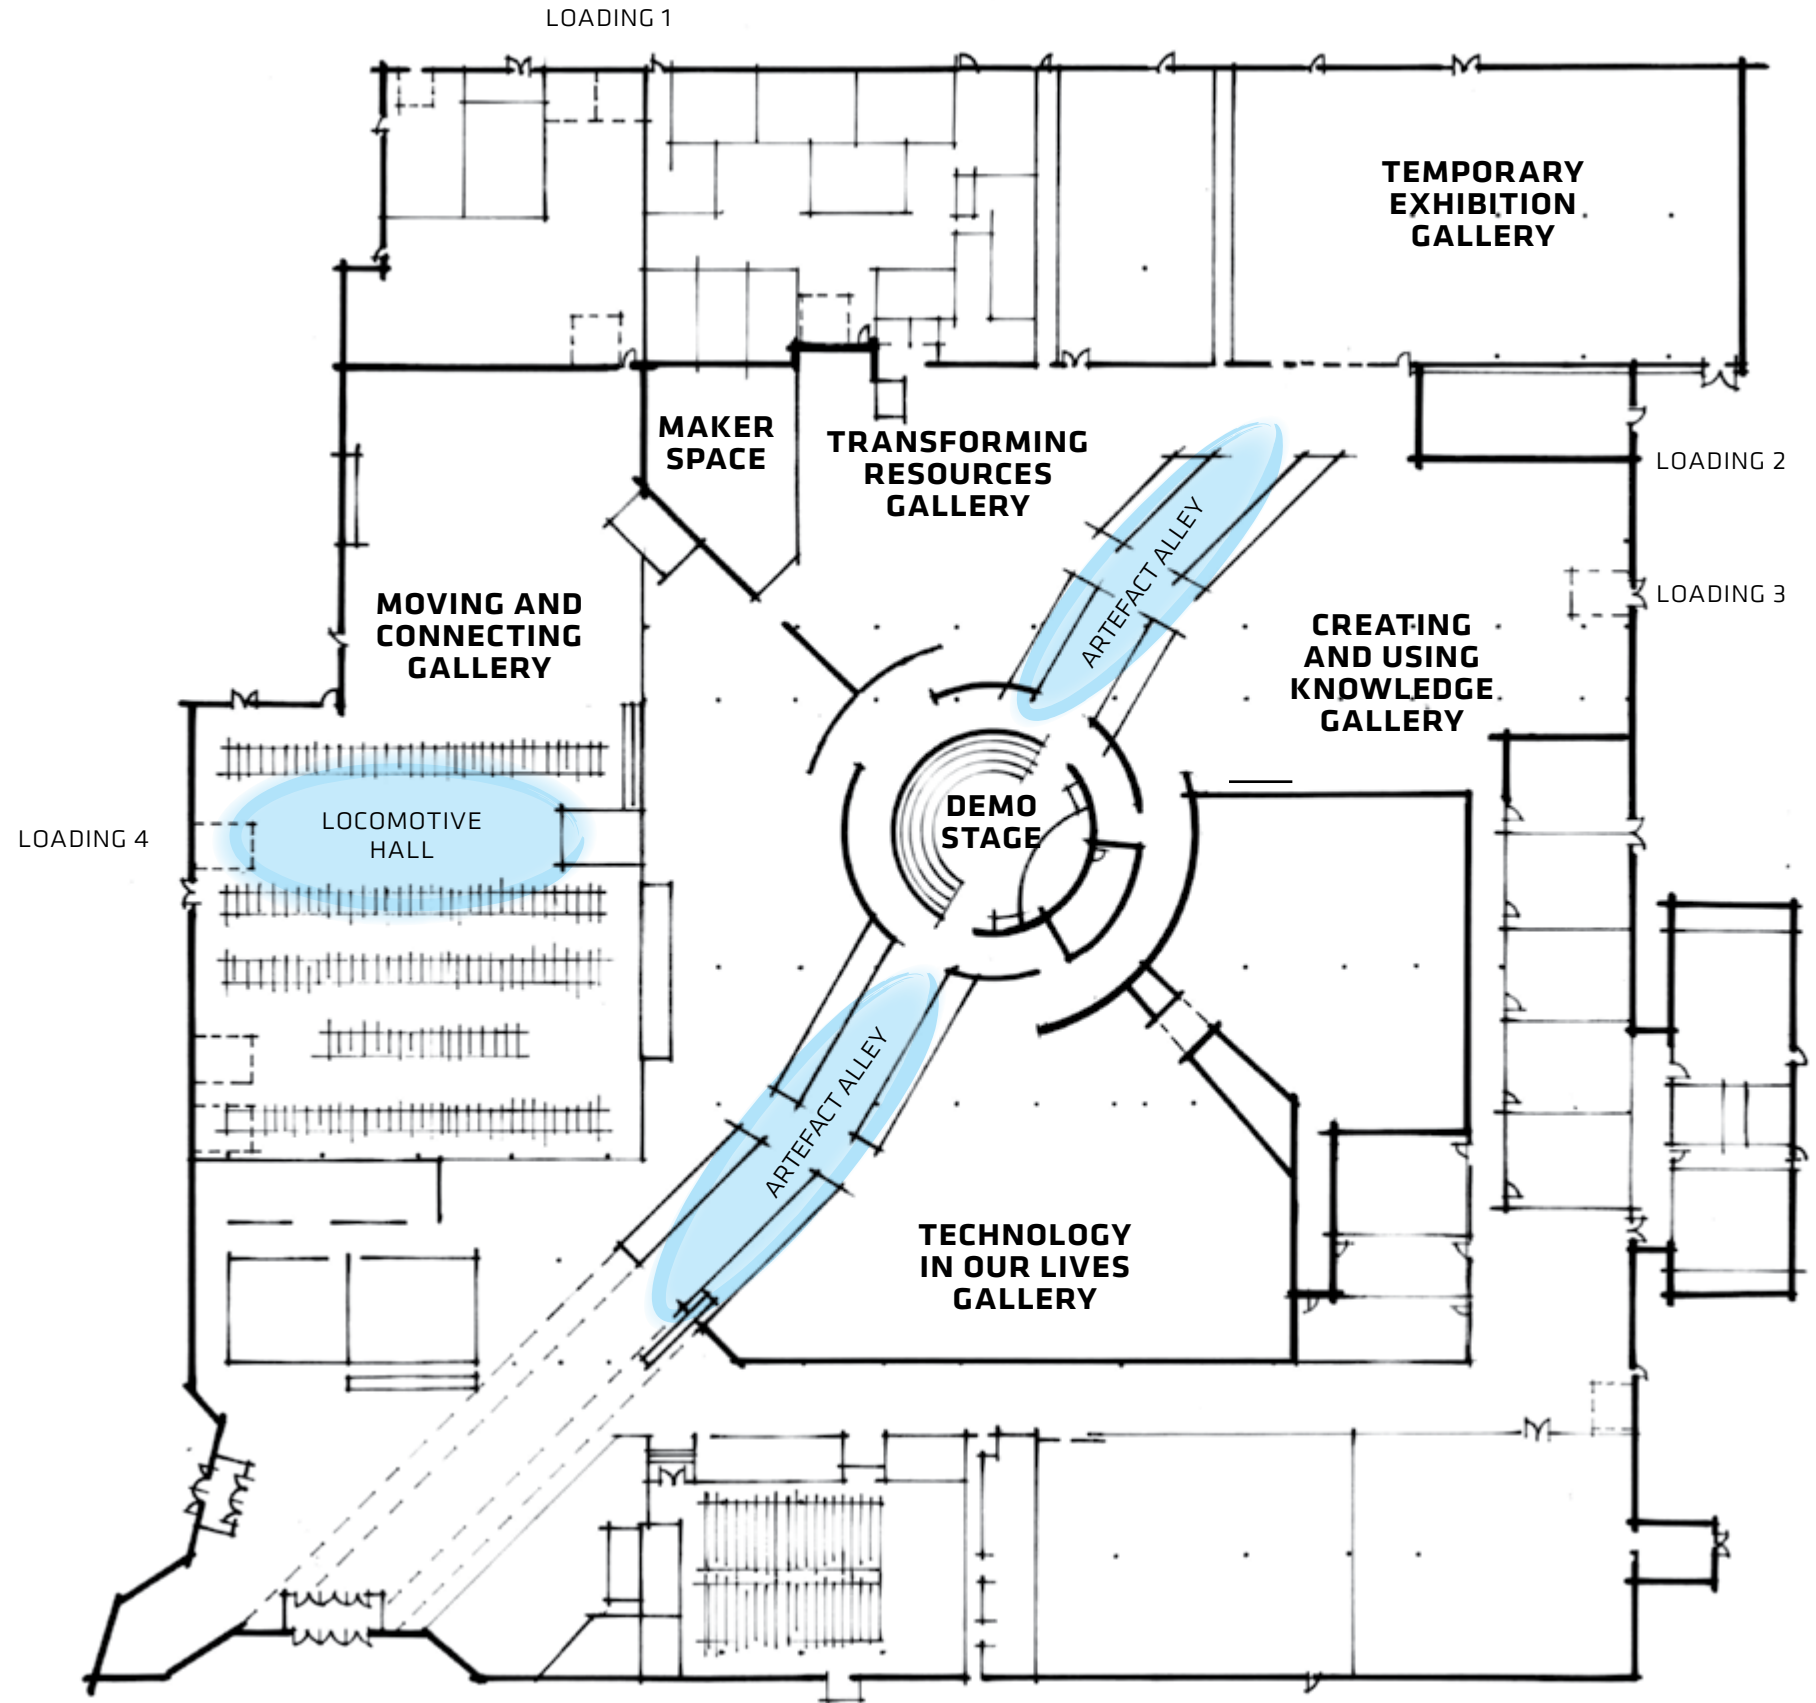 LOADING 1
TEMPORARY
EXHIBITION
GALLERY
MAKER
SPACE
TRANSFORMING
RESOURCES
GALLERY
LOADING 2
ARTEFACT ALLEY
LOADING 3
MOVING AND
CONNECTING
GALLERY
CREATING
AND USING
KNOWLEDGE
GALLERY
DEMO
STAGE
LOCOMOTIVE
HALL
LOADING 4
ARTEFACT ALLEY
TECHNOLOGY
IN OUR LIVES
GALLERY